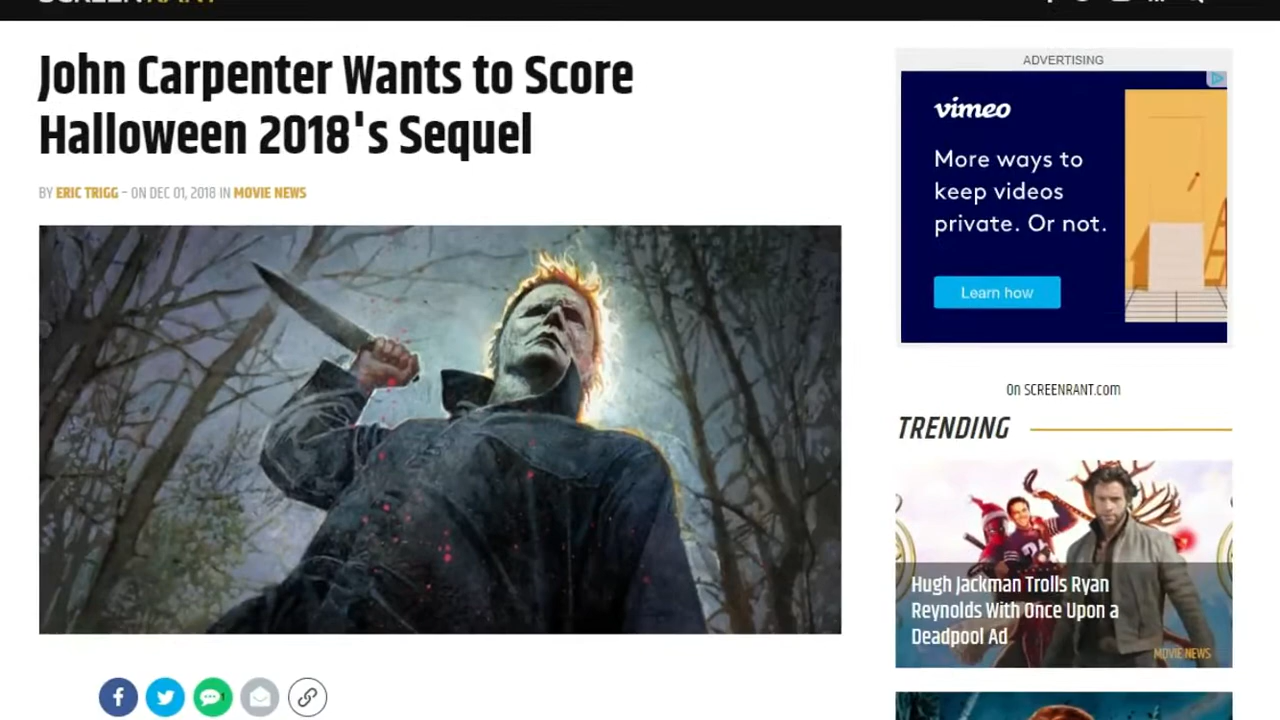 SCREENRANT
John Carpenter Wants to Score
Halloween 2018's Sequel
BY ERIC TRIGG – ON DEC 01, 2018 IN MOVIE NEWS
ADVERTISING
vimeo
More ways to
keep videos
private. Or not.
Learn how
On SCREENRANT.com
TRENDING
Hugh Jackman Trolls Ryan
Reynolds With Once Upon a
Deadpool Ad
MOVIE NEWS